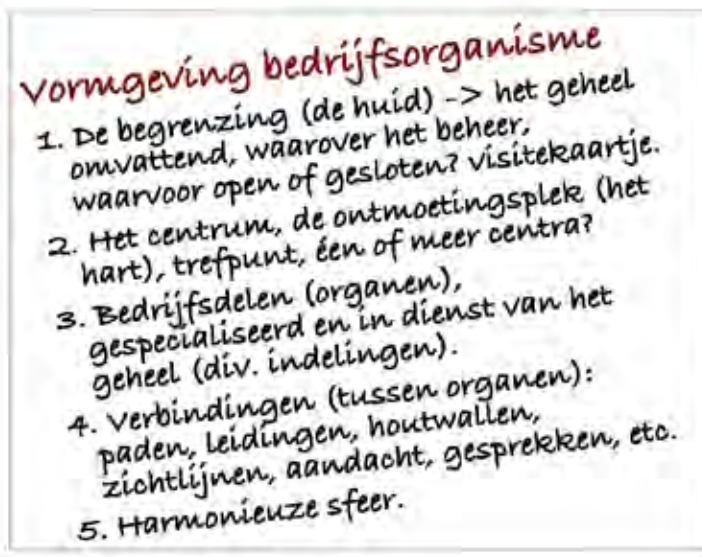 Vormgeving bedrijfsorganisme
1. De begrenzing (de huid) -> het geheel
omvattend, waarover het beheer,
waarvoor open of gesloten? visitekaartje.
2. Het centrum, de ontmoetingsplek (het
hart), trefpunt, één of meer centra?
3. Bedrijfsdelen (organen),
gespecialiseerd en in dienst van het
geheel (div. indelingen).
4. Verbindingen (tussen organen):
paden, leidingen, houtwallen,
zichtlijnen, aandacht, gesprekken, etc.
5. Harmonieuze sfeer.